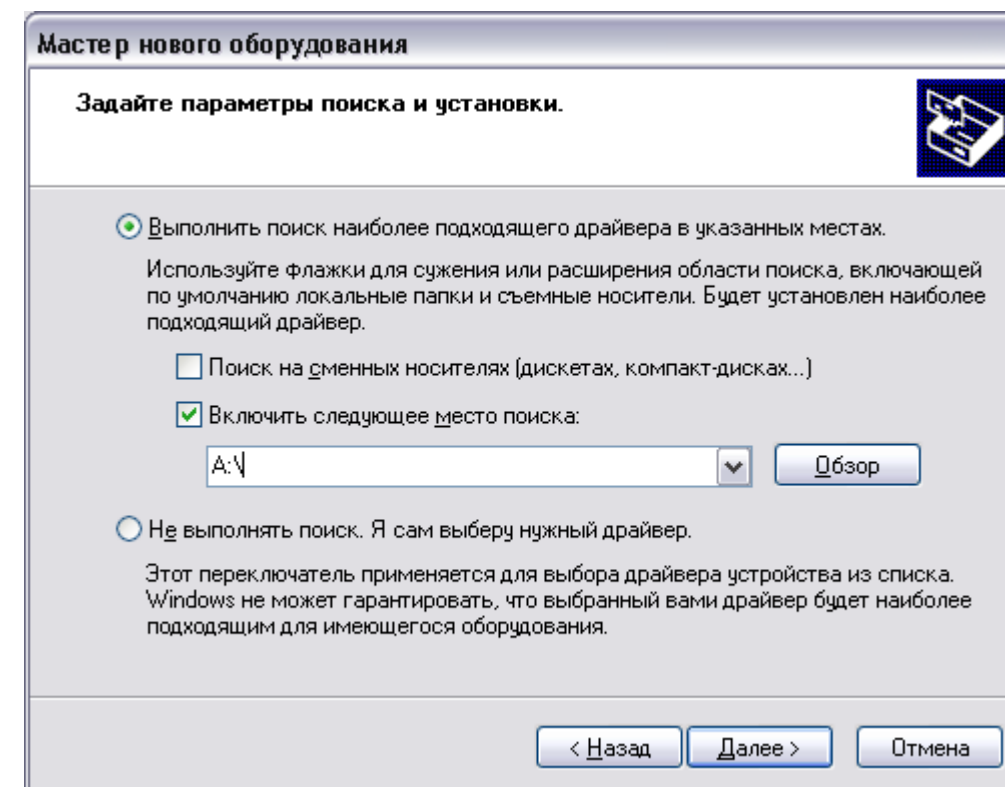 Мастер нового оборудования
Задайте параметры поиска и установки.
Выполнить поиск наиболее подходящего драйвера в указанных местах.
Используйте флажки для сужения или расширения области поиска, включающей
по умолчанию локальные папки и съемные носители. Будет установлен наиболее
подходящий драйвер.
Поиск на сменных носителях (дискетах, компакт-дисках...)
Включить следующее место поиска:
A:\
Обзор
Не выполнять поиск. Я сам выберу нужный драйвер.
Этот переключатель применяется для выбора драйвера устройства из списка.
Windows не может гарантировать, что выбранный вами драйвер будет наиболее
подходящим для имеющегося оборудования.
< Назад Далее > Отмена